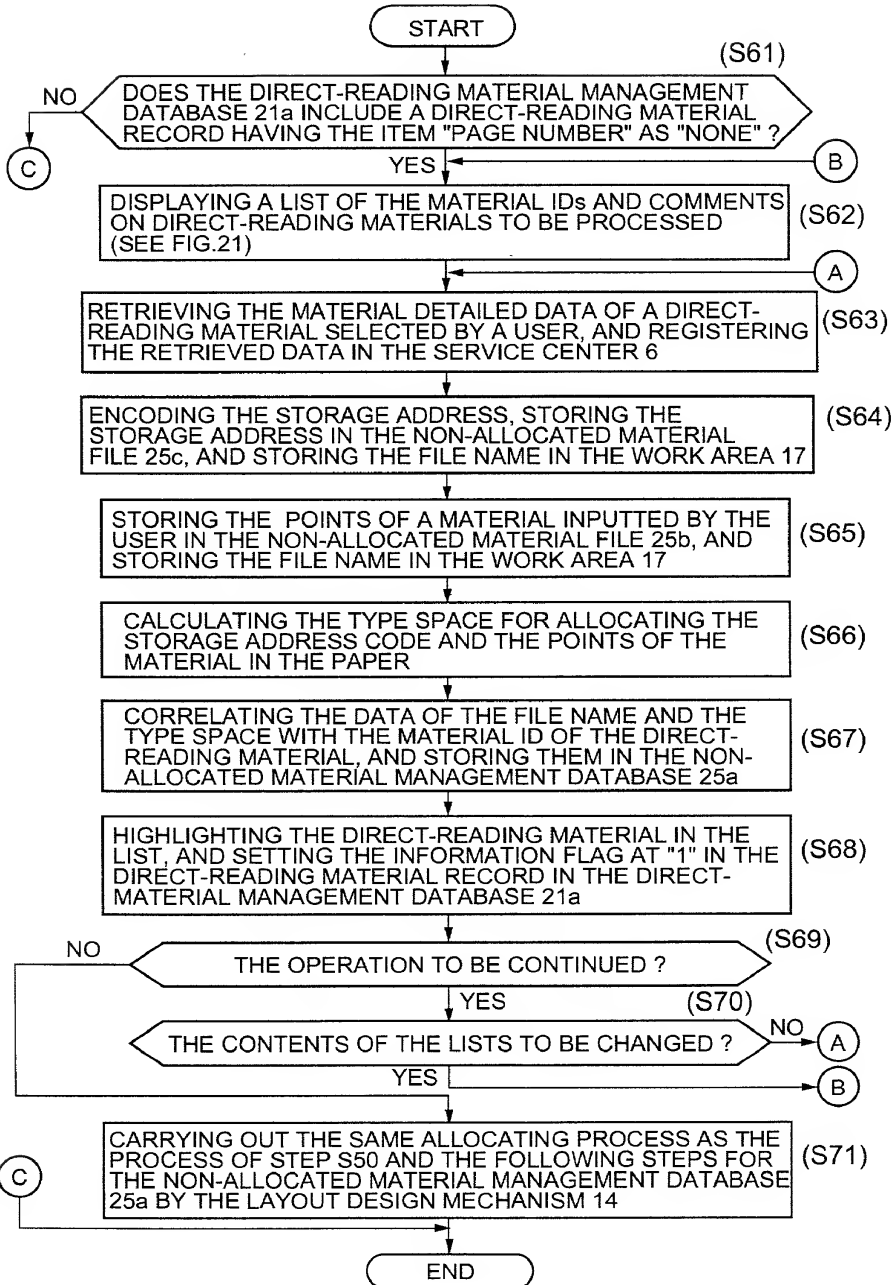 START
(S61)
NO
DOES THE DIRECT-READING MATERIAL MANAGEMENT
DATABASE 21a INCLUDE A DIRECT-READING MATERIAL
RECORD HAVING THE ITEM "PAGE NUMBER" AS "NONE" ?
C
YES
B
DISPLAYING A LIST OF THE MATERIAL IDs AND COMMENTS
ON DIRECT-READING MATERIALS TO BE PROCESSED
(SEE FIG.21)
(S62)
A
RETRIEVING THE MATERIAL DETAILED DATA OF A DIRECT-
READING MATERIAL SELECTED BY A USER, AND REGISTERING
THE RETRIEVED DATA IN THE SERVICE CENTER 6
(S63)
ENCODING THE STORAGE ADDRESS, STORING THE
STORAGE ADDRESS IN THE NON-ALLOCATED MATERIAL
FILE 25c, AND STORING THE FILE NAME IN THE WORK AREA 17
(S64)
STORING THE POINTS OF A MATERIAL INPUTTED BY THE
USER IN THE NON-ALLOCATED MATERIAL FILE 25b, AND
STORING THE FILE NAME IN THE WORK AREA 17
(S65)
CALCULATING THE TYPE SPACE FOR ALLOCATING THE
STORAGE ADDRESS CODE AND THE POINTS OF THE
MATERIAL IN THE PAPER
(S66)
CORRELATING THE DATA OF THE FILE NAME AND THE
TYPE SPACE WITH THE MATERIAL ID OF THE DIRECT-
READING MATERIAL, AND STORING THEM IN THE NON-
ALLOCATED MATERIAL MANAGEMENT DATABASE 25a
(S67)
HIGHLIGHTING THE DIRECT-READING MATERIAL IN THE
LIST, AND SETTING THE INFORMATION FLAG AT "1" IN THE
DIRECT-READING MATERIAL RECORD IN THE DIRECT-
MATERIAL MANAGEMENT DATABASE 21a
(S68)
(S69)
NO
THE OPERATION TO BE CONTINUED ?
YES
(S70)
THE CONTENTS OF THE LISTS TO BE CHANGED ?
NO
A
YES
B
CARRYING OUT THE SAME ALLOCATING PROCESS AS THE
PROCESS OF STEP S50 AND THE FOLLOWING STEPS FOR
THE NON-ALLOCATED MATERIAL MANAGEMENT DATABASE
25a BY THE LAYOUT DESIGN MECHANISM 14
(S71)
C
END